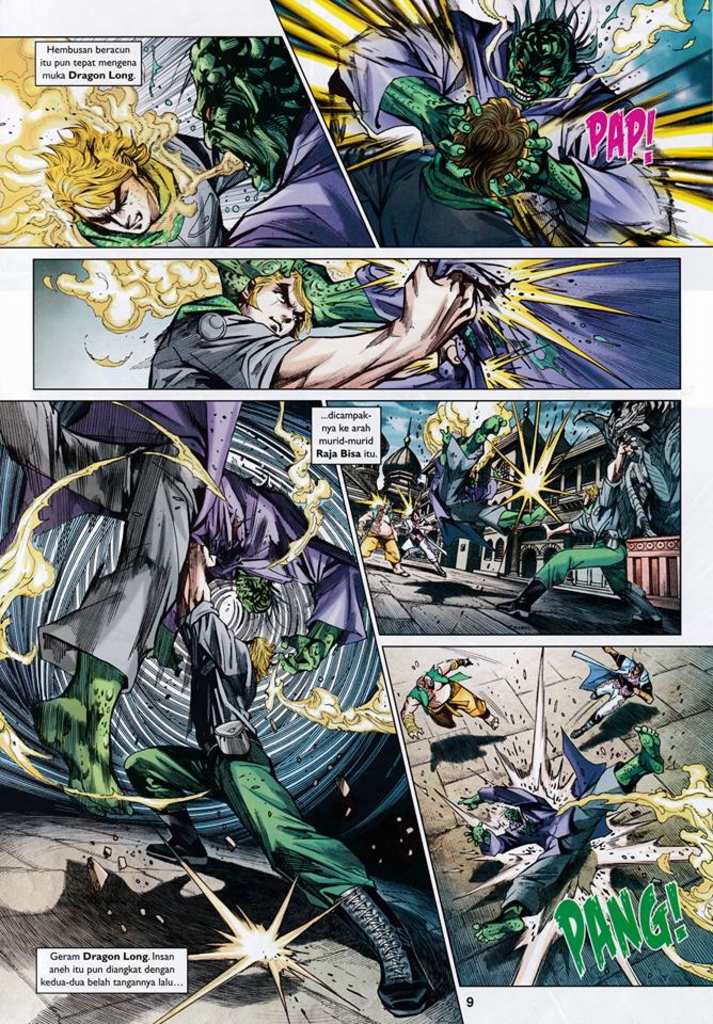 Hembusan beracun
itu pun tepat mengena
muka Dragon Long.
PAP!
Geram Dragon Long. Insan
aneh itu pun diangkat dengan
kedua-dua belah tangannya lalu...
...dicampak-
nya ke arah
murid-murid
Raja Bisa itu.
PANG!
9